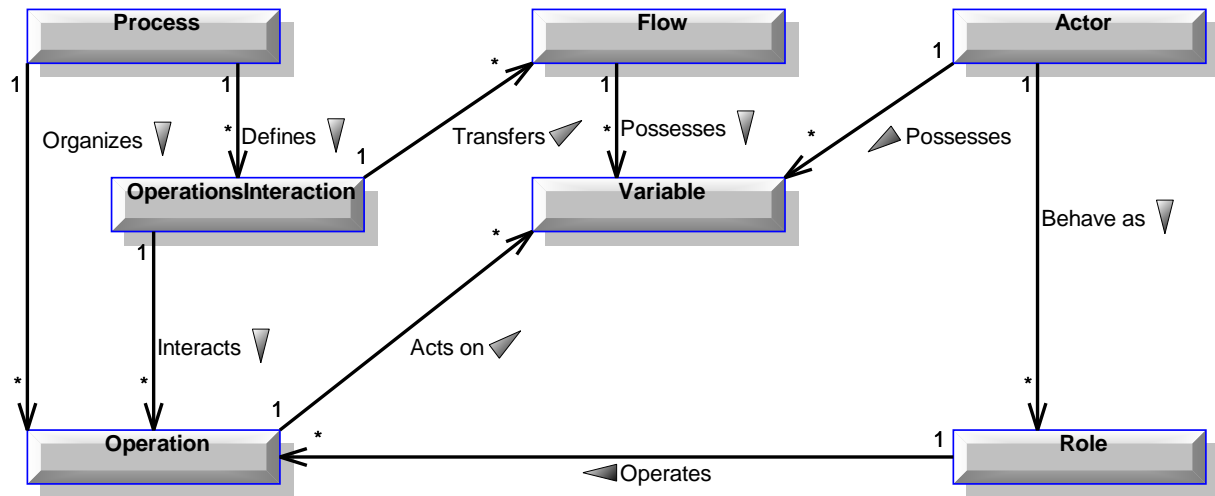 Process
Flow
Actor
1
1
*
1
1
1
Organizes
*
Defines
Transfers
*
Possesses
*
Possesses
1
OperationsInteraction
Variable
1
*
Behave as
Interacts
Acts on
*
*
1
*
1
*
Operation
Role
Operates